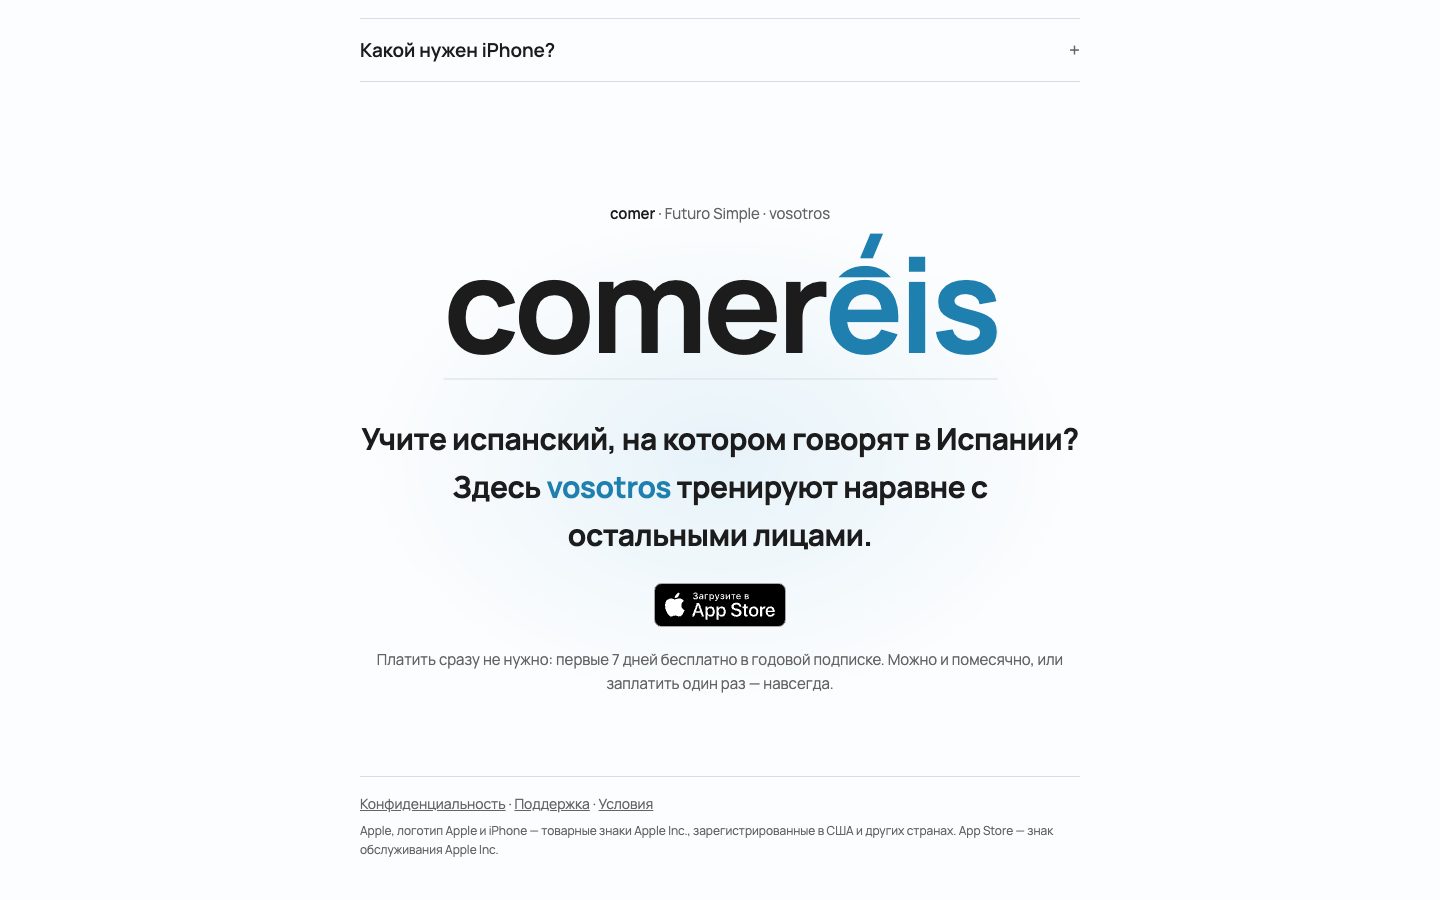 Какой нужен iPhone?
+
comer · Futuro Simple · vosotros
comeréis
Учите испанский, на котором говорят в Испании?
Здесь vosotros тренируют наравне с
остальными лицами.
Загрузите в
App Store
Платить сразу не нужно: первые 7 дней бесплатно в годовой подписке. Можно и помесячно, или
заплатить один раз — навсегда.
Конфиденциальность · Поддержка · Условия
Apple, логотип Apple и iPhone — товарные знаки Apple Inc., зарегистрированные в США и других странах. App Store — знак
обслуживания Apple Inc.